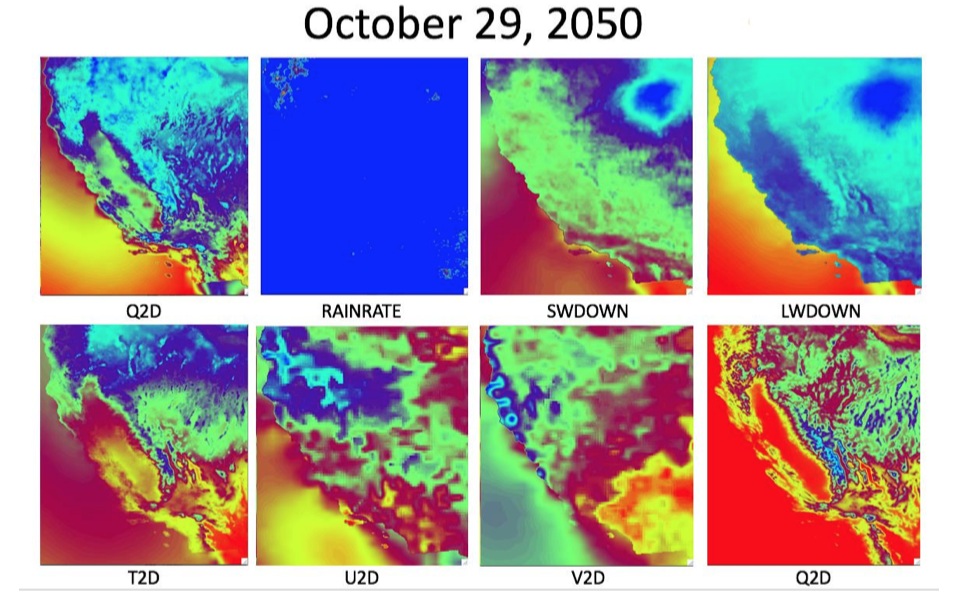 October 29, 2050
Q2D RAINRATE SWDOWN LWDOWN
T2D U2D V2D Q2D